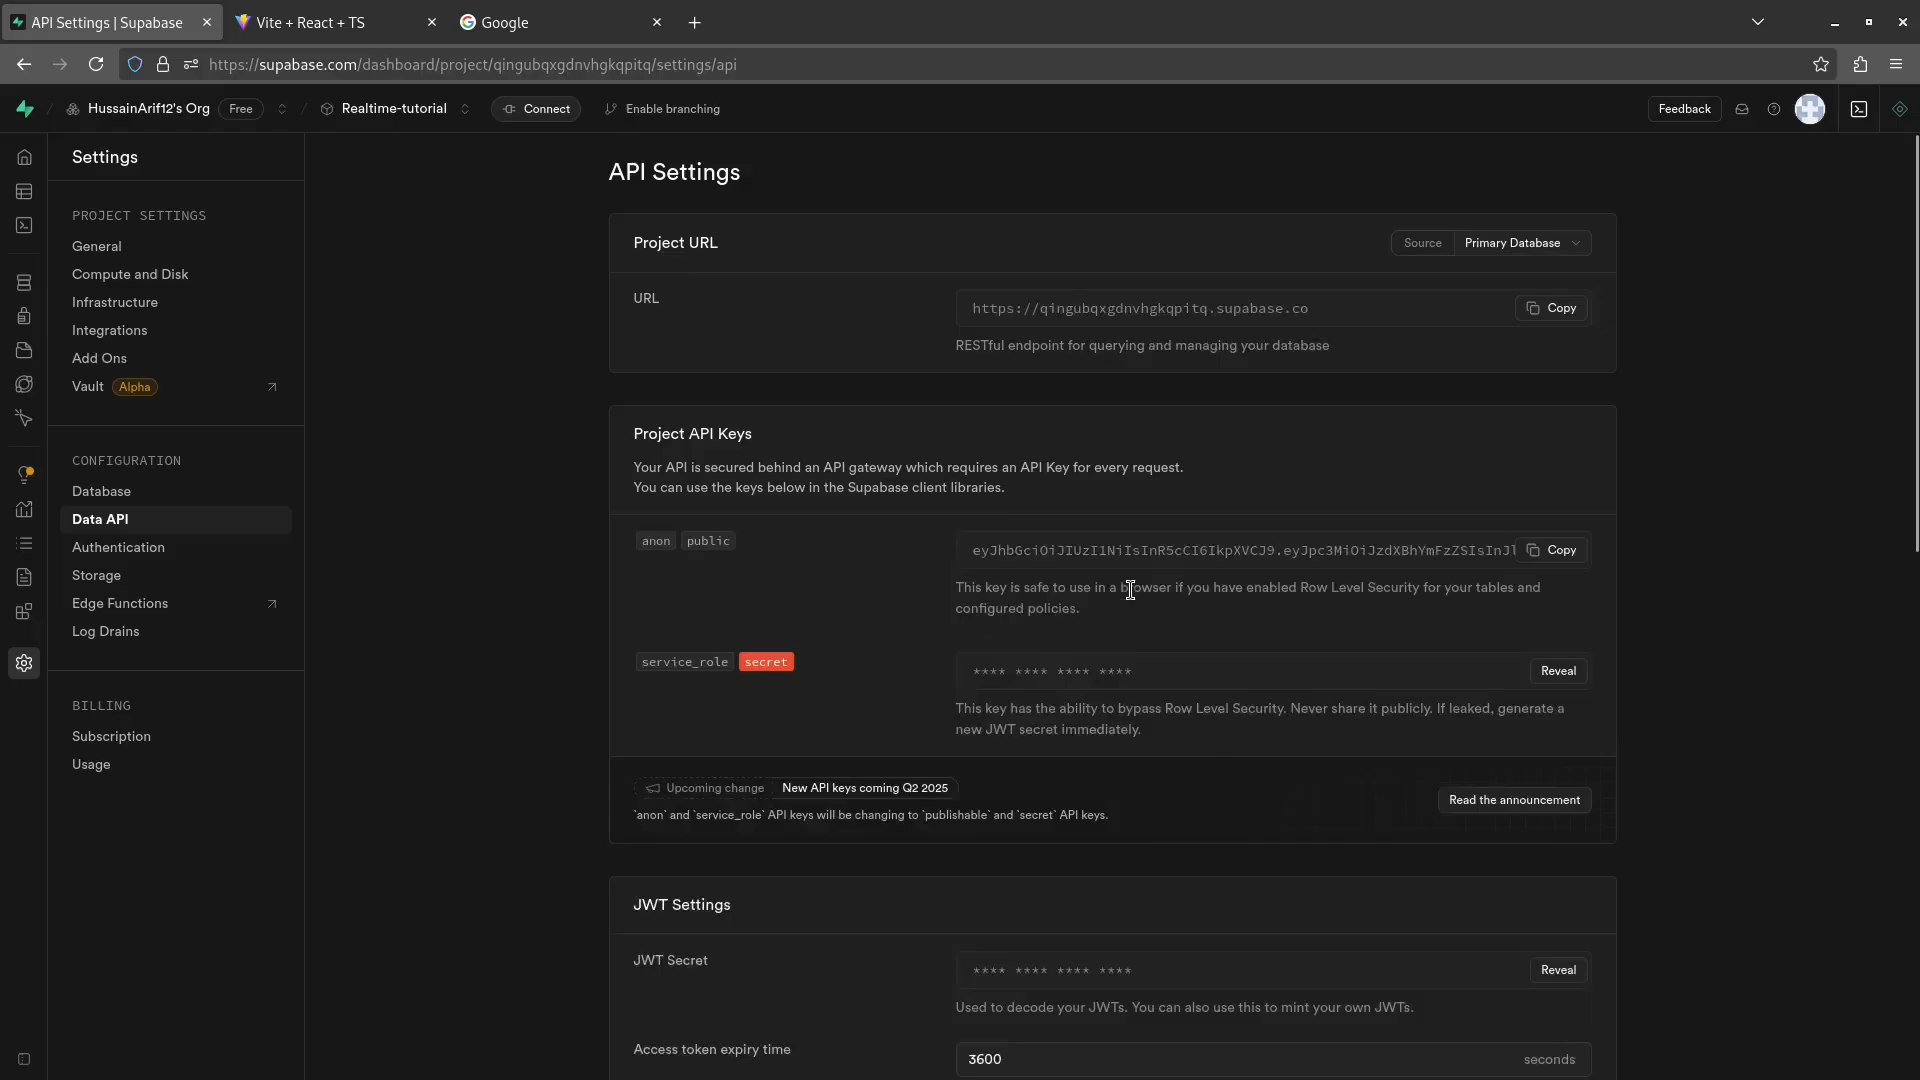 API Settings | Supabase
Vite + React + TS
Google
https://supabase.com/dashboard/project/qingubqxgdnvhgkqpitq/settings/api
HussainArif12's Org
Free
Realtime-tutorial
Connect
Enable branching
Feedback
Settings
PROJECT SETTINGS
General
Compute and Disk
Infrastructure
Integrations
Add Ons
Vault Alpha
CONFIGURATION
Database
Data API
Authentication
Storage
Edge Functions
Log Drains
BILLING
Subscription
Usage
API Settings
Project URL
Source Primary Database
URL
https://qingubqxgdnvhgkqpitq.supabase.co
Copy
RESTful endpoint for querying and managing your database
Project API Keys
Your API is secured behind an API gateway which requires an API Key for every request.
You can use the keys below in the Supabase client libraries.
anon public
eyJhbGciOiJIUzI1NiIsInR5cCI6IkpXVCJ9.eyJpc3MiOiJzdXBhYmFzZSIsInJl
Copy
This key is safe to use in a browser if you have enabled Row Level Security for your tables and
configured policies.
service_role secret
**** **** **** ****
Reveal
This key has the ability to bypass Row Level Security. Never share it publicly. If leaked, generate a
new JWT secret immediately.
Upcoming change New API keys coming Q2 2025
`anon` and `service_role` API keys will be changing to `publishable` and `secret` API keys.
Read the announcement
JWT Settings
JWT Secret
**** **** **** ****
Reveal
Used to decode your JWTs. You can also use this to mint your own JWTs.
Access token expiry time
3600
seconds